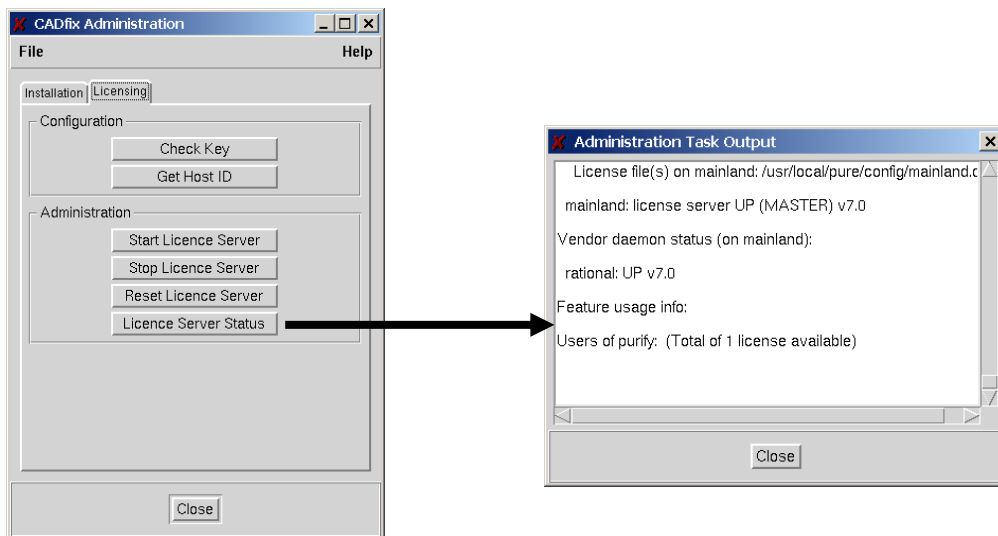 CADfix Administration
File Help
Installation Licensing
Configuration
Check Key
Get Host ID
Administration
Start Licence Server
Stop Licence Server
Reset Licence Server
Licence Server Status
Close
Administration Task Output
License file(s) on mainland: /usr/local/pure/config/mainland.c
mainland: license server UP (MASTER) v7.0
Vendor daemon status (on mainland):
rational: UP v7.0
Feature usage info:
Users of purify: (Total of 1 license available)
Close